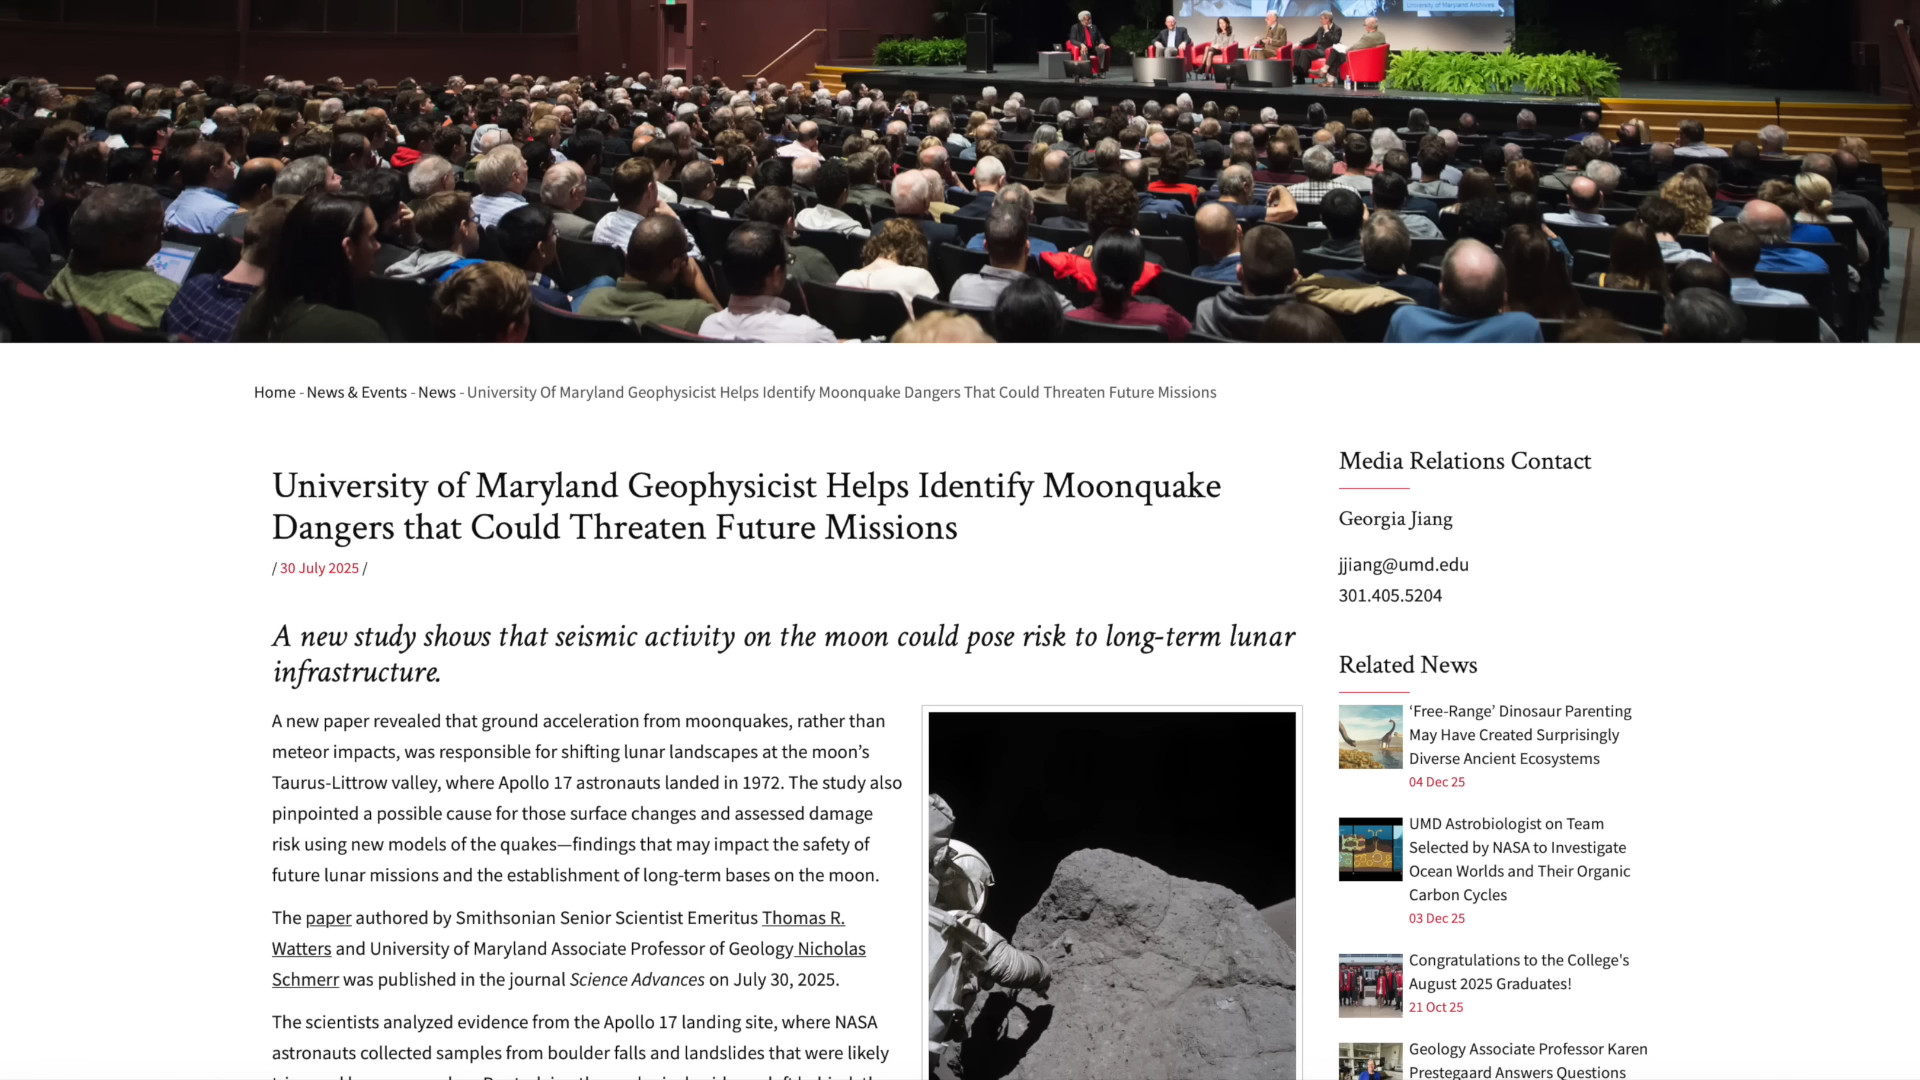 University of Maryland Archives
Home - News & Events - News - University Of Maryland Geophysicist Helps Identify Moonquake Dangers That Could Threaten Future Missions
University of Maryland Geophysicist Helps Identify Moonquake
Dangers that Could Threaten Future Missions
/ 30 July 2025 /
A new study shows that seismic activity on the moon could pose risk to long-term lunar
infrastructure.
A new paper revealed that ground acceleration from moonquakes, rather than
meteor impacts, was responsible for shifting lunar landscapes at the moon’s
Taurus-Littrow valley, where Apollo 17 astronauts landed in 1972. The study also
pinpointed a possible cause for those surface changes and assessed damage
risk using new models of the quakes—findings that may impact the safety of
future lunar missions and the establishment of long-term bases on the moon.
The paper authored by Smithsonian Senior Scientist Emeritus Thomas R.
Watters and University of Maryland Associate Professor of Geology Nicholas
Schmerr was published in the journal Science Advances on July 30, 2025.
The scientists analyzed evidence from the Apollo 17 landing site, where NASA
astronauts collected samples from boulder falls and landslides that were likely
Media Relations Contact
Georgia Jiang
jjiang@umd.edu
301.405.5204
Related News
‘Free-Range’ Dinosaur Parenting
May Have Created Surprisingly
Diverse Ancient Ecosystems
04 Dec 25
UMD Astrobiologist on Team
Selected by NASA to Investigate
Ocean Worlds and Their Organic
Carbon Cycles
03 Dec 25
Congratulations to the College's
August 2025 Graduates!
21 Oct 25
Geology Associate Professor Karen
Prestegaard Answers Questions